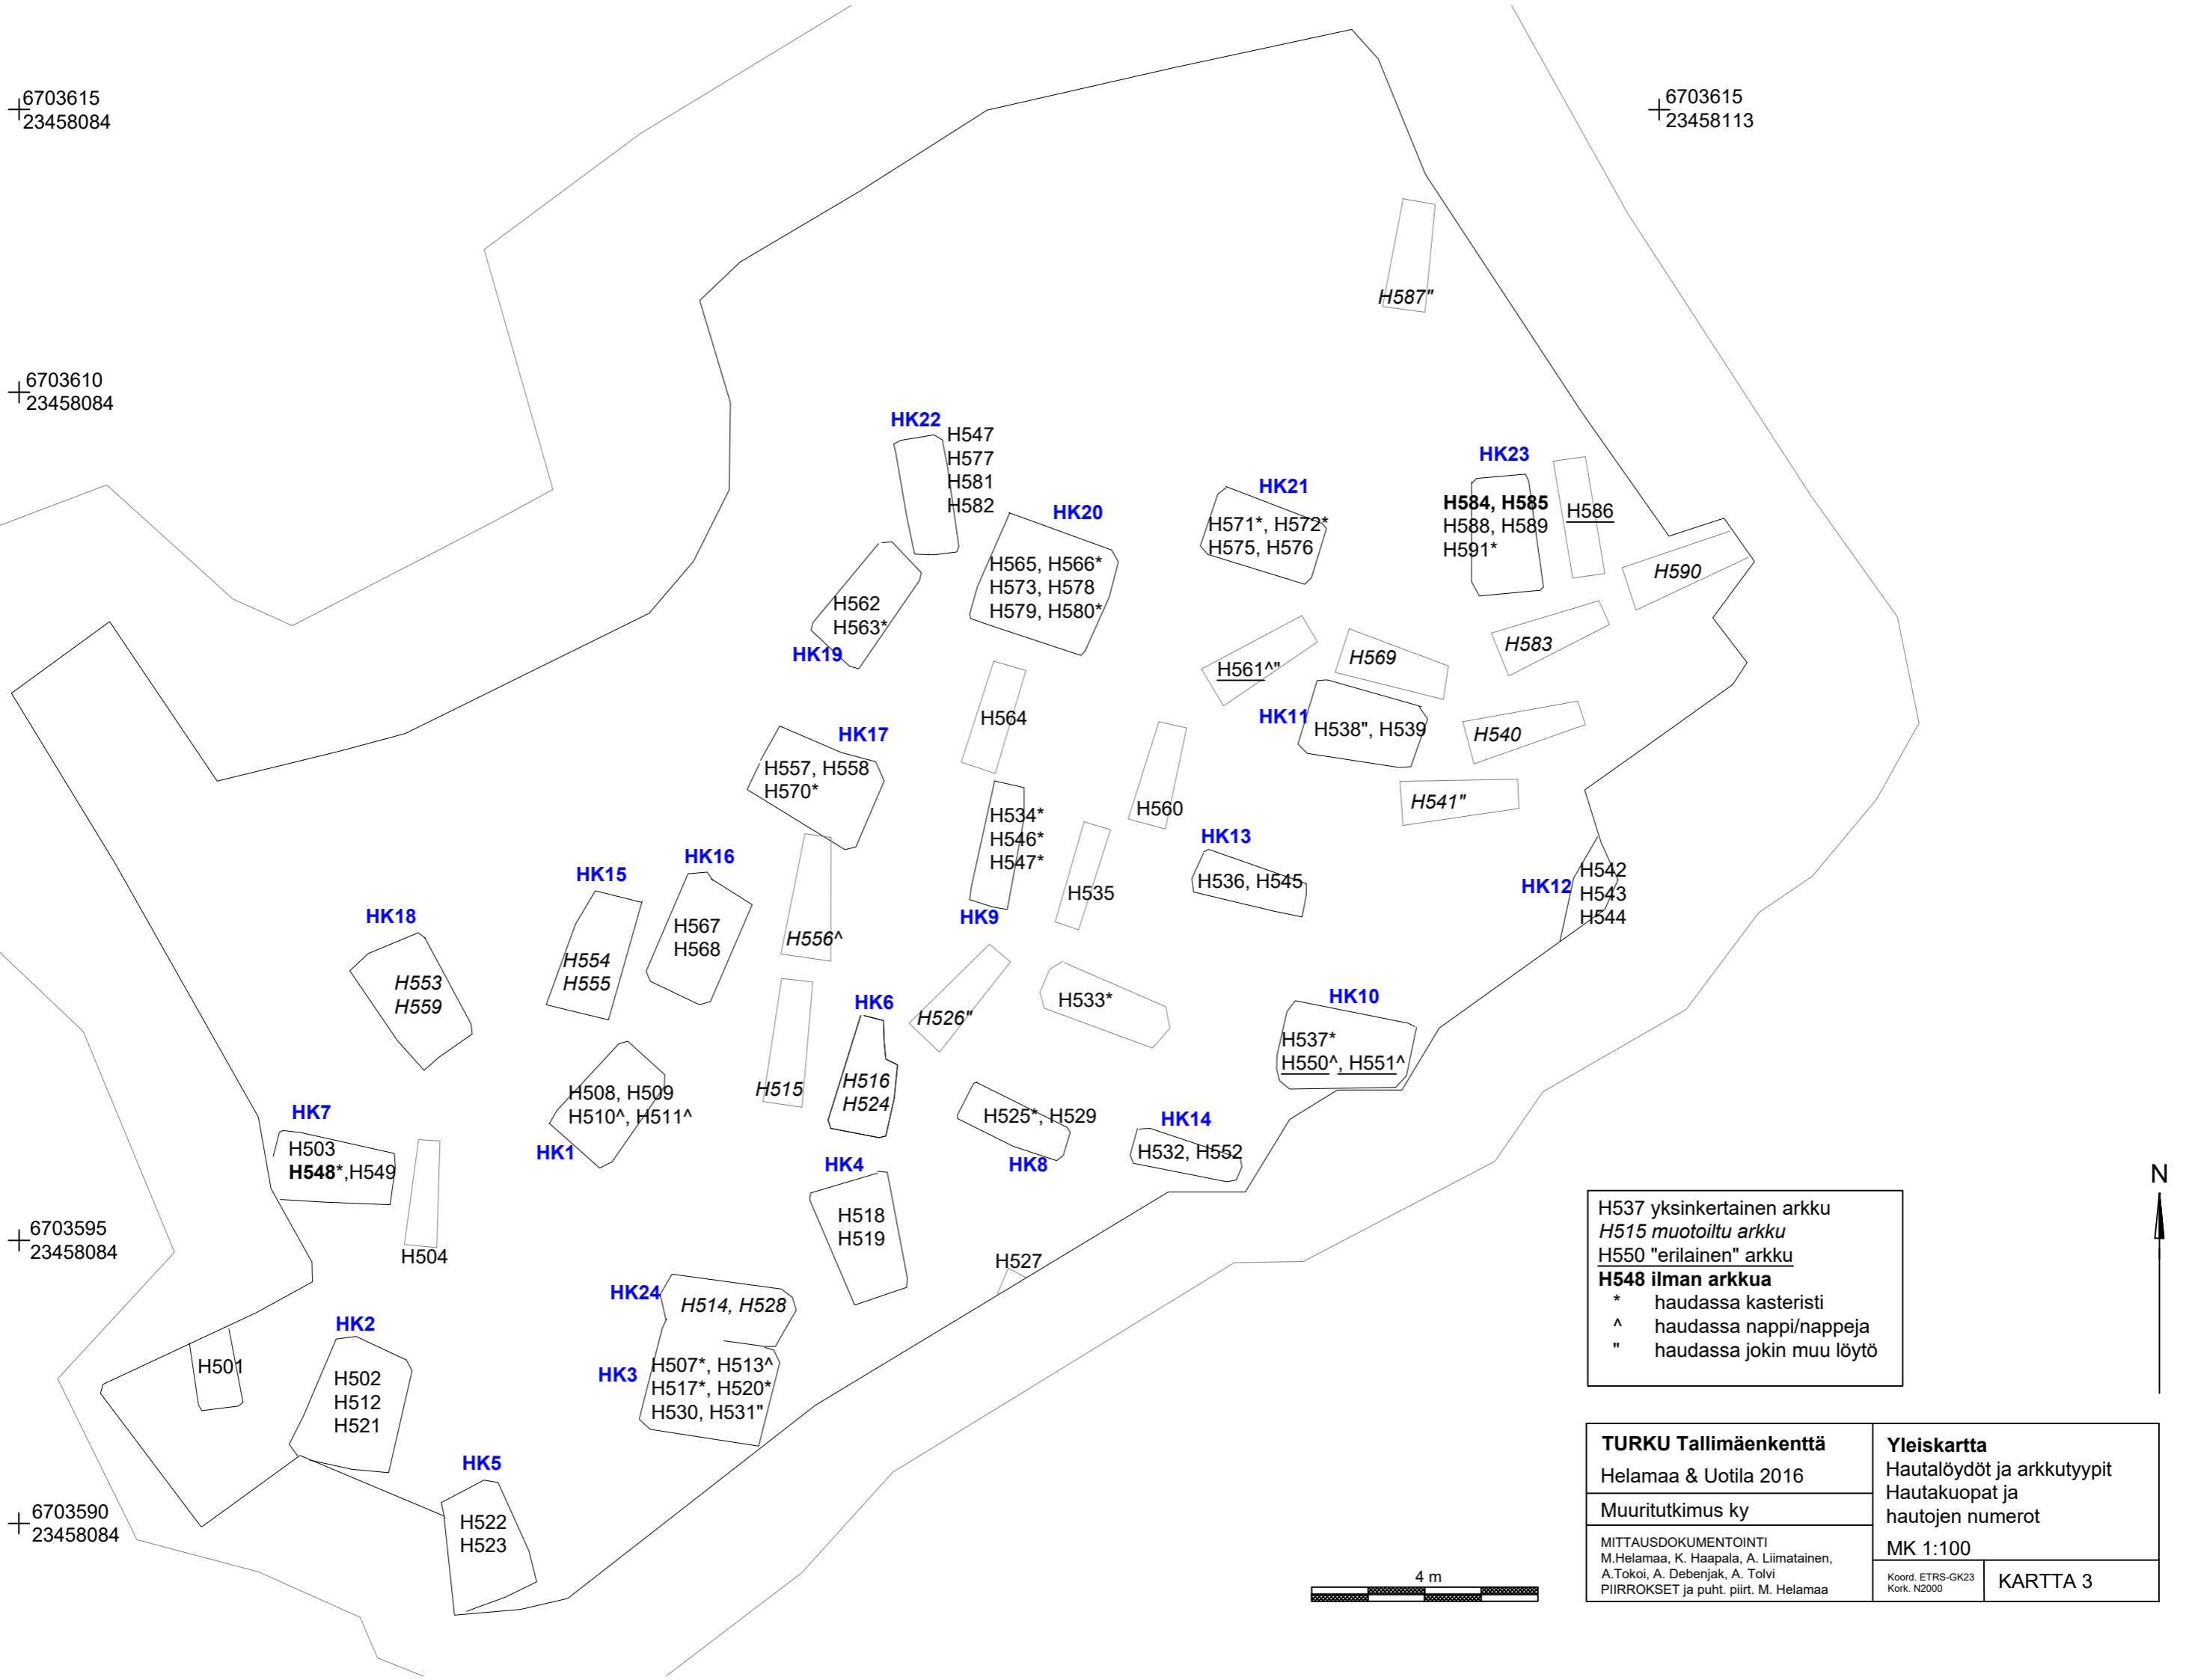 6703615
23458084
6703615
23458113
H587"
6703610
23458084
HK22
H547
H577
H581
H582
HK20
H565, H566*
H573, H578
H579, H580*
HK21
H571*, H572*
H575, H576
HK23
H584, H585
H588, H589
H591*
H586
H590
H583
H562
H563*
HK19
H561^"
H569
HK11
H538", H539
H540
H541"
H564
HK17
H557, H558
H570*
H534*
H546*
H547*
HK9
H560
H535
HK13
H536, H545
HK12
H542
H543
H544
HK16
H567
H568
HK15
H554
H555
HK18
H553
H559
H556^
H526"
H533*
HK10
H537*
H550^, H551^
HK6
H516
H524
H515
H508, H509
H510^, H511^
HK1
HK7
H503
H548*,H549
H504
H525*, H529
HK8
HK14
H532, H552
HK4
H518
H519
H527
6703595
23458084
HK24
H514, H528
HK3
H507*, H513^
H517*, H520*
H530, H531"
HK2
H502
H512
H521
H501
HK5
H522
H523
6703590
23458084
N
H537 yksinkertainen arkku
H515 muotoiltu arkku
H550 "erilainen" arkku
H548 ilman arkkua
* haudassa kasteristi
^ haudassa nappi/nappeja
" haudassa jokin muu löytö
4 m
TURKU Tallimäenkenttä
Helamaa & Uotila 2016
Muuritutkimus ky
MITTAUSDOKUMENTOINTI
M.Helamaa, K. Haapala, A. Liimatainen,
A.Tokoi, A. Debenjak, A. Tolvi
PIIRROKSET ja puht. piirt. M. Helamaa
Yleiskartta
Hautalöydöt ja arkkutyypit
Hautakuopat ja
hautojen numerot
MK 1:100
Koord. ETRS-GK23
Kork. N2000
KARTTA 3